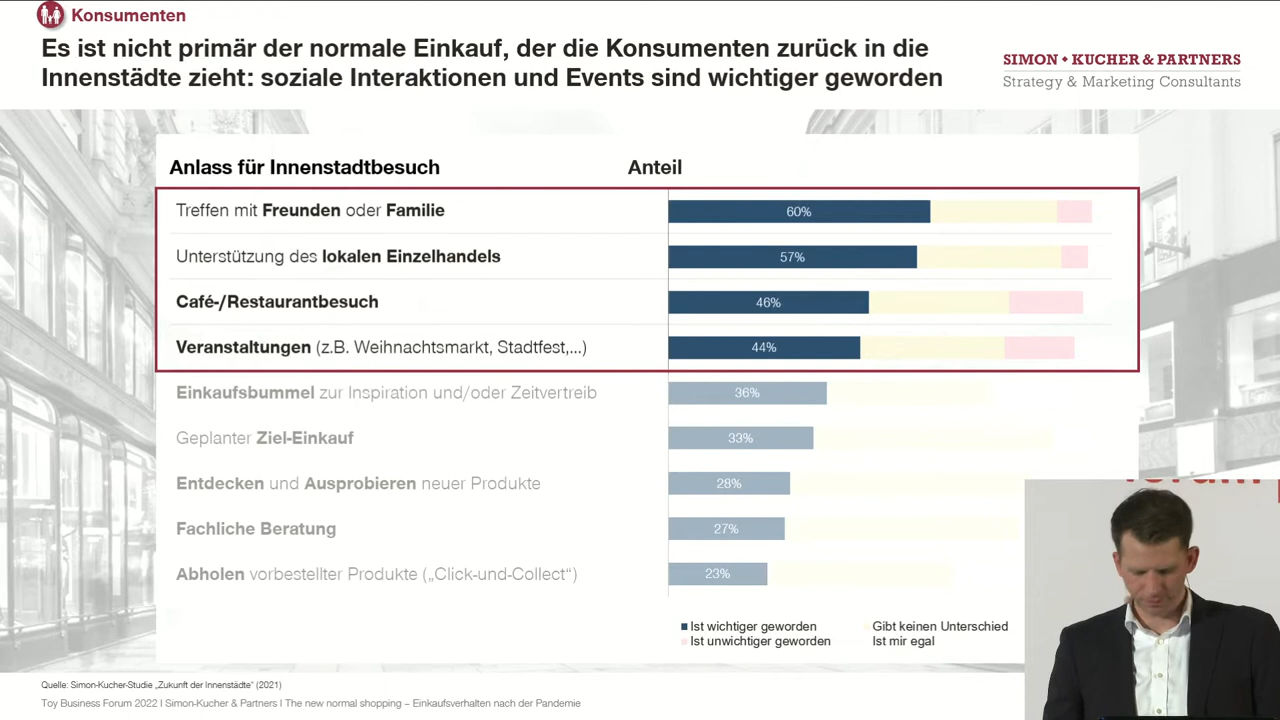 Konsumenten
Es ist nicht primär der normale Einkauf, der die Konsumenten zurück in die
Innenstädte zieht: soziale Interaktionen und Events sind wichtiger geworden
SIMON • KUCHER & PARTNERS
Strategy & Marketing Consultants
Anlass für Innenstadtbesuch Anteil
Treffen mit Freunden oder Familie 60%
Unterstützung des lokalen Einzelhandels 57%
Café-/Restaurantbesuch 46%
Veranstaltungen (z.B. Weihnachtsmarkt, Stadtfest,...) 44%
Einkaufsbummel zur Inspiration und/oder Zeitvertreib 36%
Geplanter Ziel-Einkauf 33%
Entdecken und Ausprobieren neuer Produkte 28%
Fachliche Beratung 27%
Abholen vorbestellter Produkte („Click-und-Collect“) 23%
Ist wichtiger geworden Gibt keinen Unterschied
Ist unwichtiger geworden Ist mir egal
Quelle: Simon-Kucher-Studie „Zukunft der Innenstädte“ (2021)
Toy Business Forum 2022 I Simon-Kucher & Partners I The new normal shopping – Einkaufsverhalten nach der Pandemie